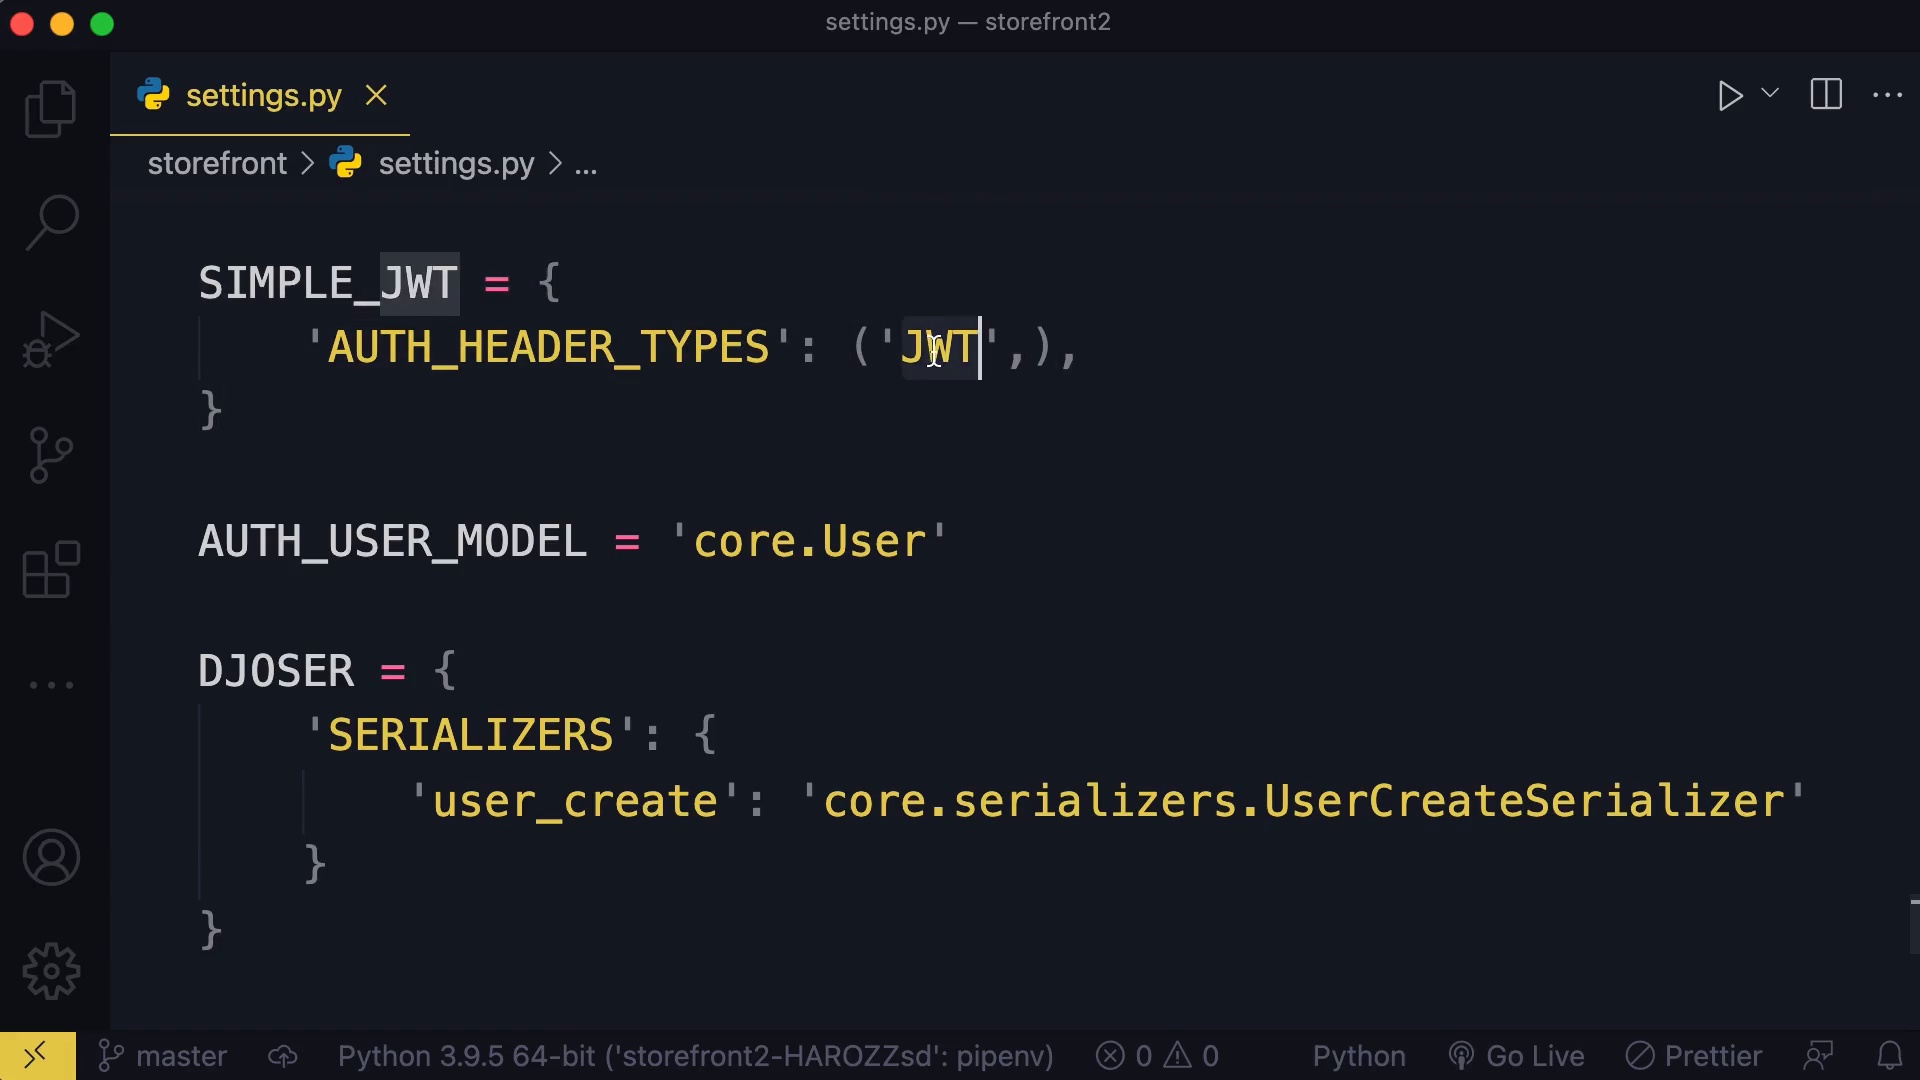 settings.py — storefront2
settings.py
storefront > settings.py > ...
SIMPLE_JWT = {
'AUTH_HEADER_TYPES': ('JWT',),
}
AUTH_USER_MODEL = 'core.User'
DJOSER = {
'SERIALIZERS': {
'user_create': 'core.serializers.UserCreateSerializer'
}
}
master Python 3.9.5 64-bit ('storefront2-HAROZZsd': pipenv) 0 0 Python Go Live Prettier